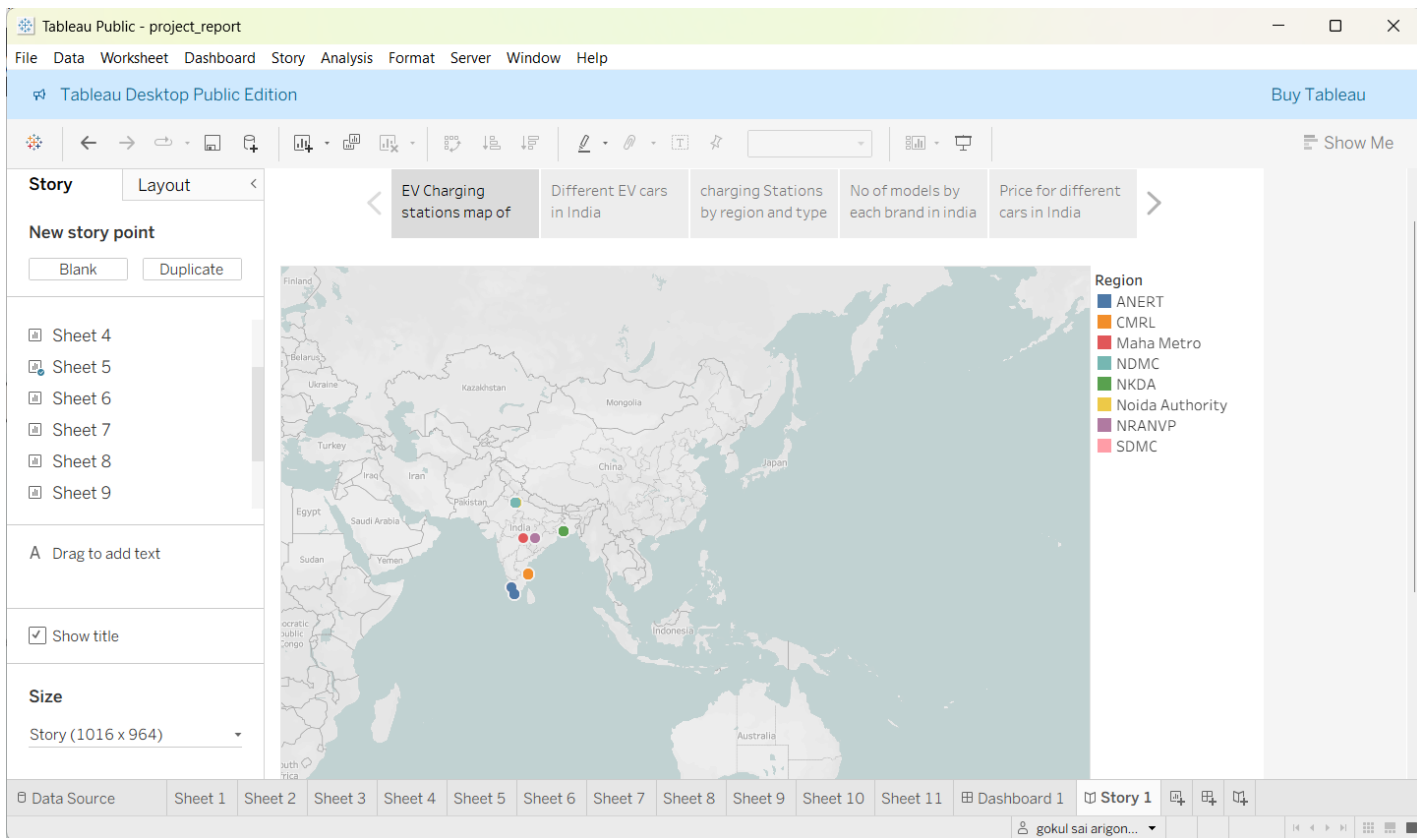 Tableau Public - project_report
File Data Worksheet Dashboard Story Analysis Format Server Window Help
Tableau Desktop Public Edition
Buy Tableau
Show Me
Story
Layout
New story point
Blank
Duplicate
Sheet 4
Sheet 5
Sheet 6
Sheet 7
Sheet 8
Sheet 9
A Drag to add text
Show title
Size
Story (1016 x 964)
EV Charging
stations map of
Different EV cars
in India
charging Stations
by region and type
No of models by
each brand in india
Price for different
cars in India
Finland
Belarus
Ukraine
Kazakhstan
Mongolia
Turkey
China
Japan
Iraq
Iran
Pakistan
Egypt
Saudi Arabia
India
Sudan
Yemen
ocratic
public
Congo
Indonesia
Australia
outh
frica
Region
ANERT
CMRL
Maha Metro
NDMC
NKDA
Noida Authority
NRANVP
SDMC
Data Source Sheet 1 Sheet 2 Sheet 3 Sheet 4 Sheet 5 Sheet 6 Sheet 7 Sheet 8 Sheet 9 Sheet 10 Sheet 11 Dashboard 1 Story 1
gokul sai arigon...